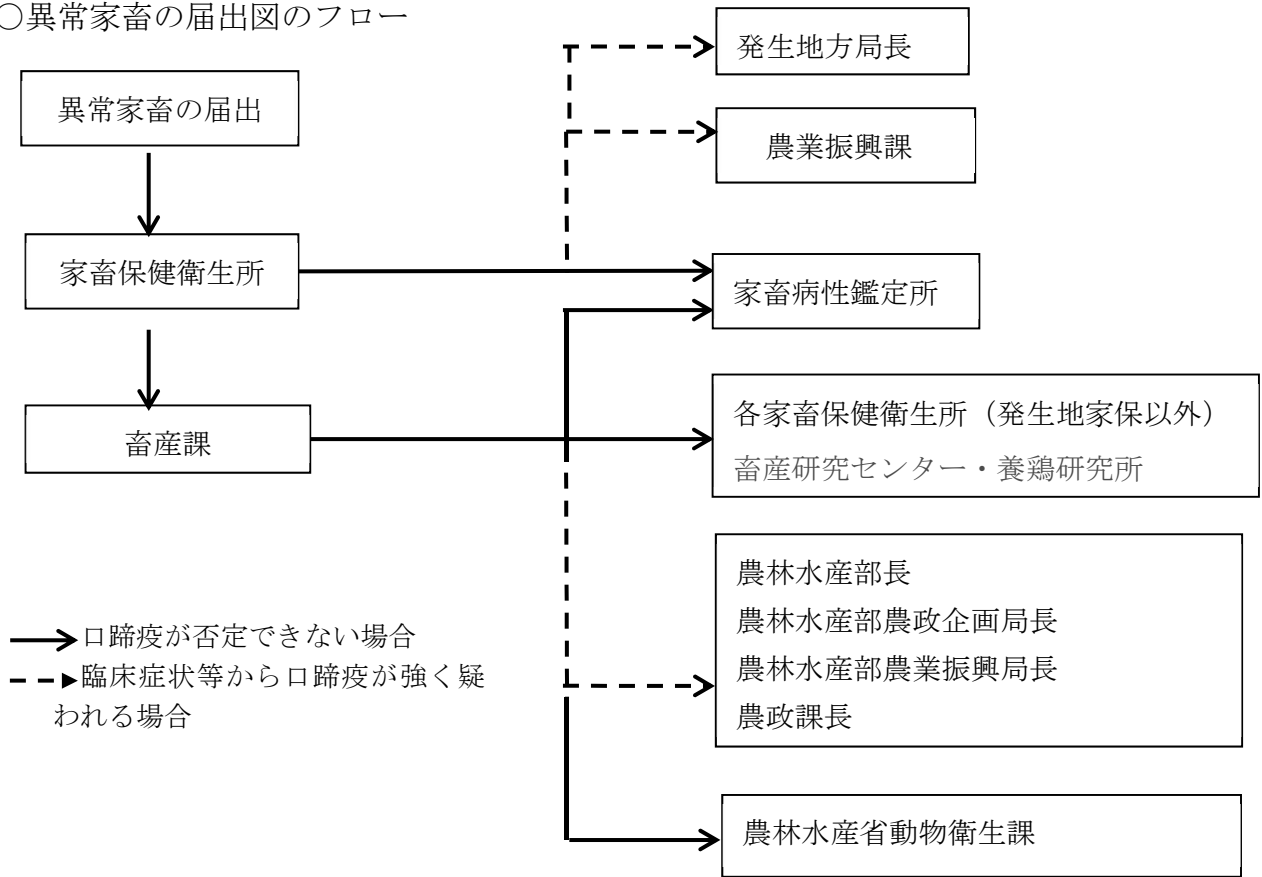 ○異常家畜の届出図のフロー
異常家畜の届出
家畜保健衛生所
畜産課
発生地方局長
農業振興課
家畜病性鑑定所
各家畜保健衛生所（発生地家保以外）
畜産研究センター・養鶏研究所
農林水産部長
農林水産部農政企画局長
農林水産部農業振興局長
農政課長
農林水産省動物衛生課
口蹄疫が否定できない場合
臨床症状等から口蹄疫が強く疑
われる場合